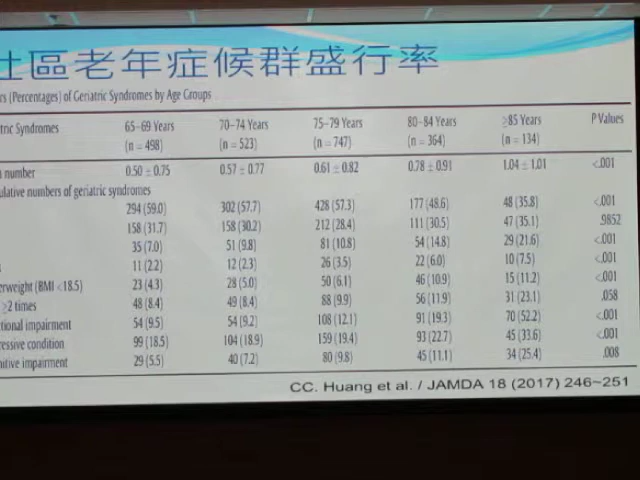 社區老年症候群盛行率
rs (Percentages) of Geriatric Syndromes by Age Groups
tric Syndromes 65–69 Years 70–74 Years 75–79 Years 80–84 Years ≥85 Years P Values
(n = 498) (n = 523) (n = 747) (n = 364) (n = 134)
number 0.50 ± 0.75 0.57 ± 0.77 0.61 ± 0.82 0.78 ± 0.91 1.04 ± 1.01 <.001
ulative numbers of geriatric syndromes
294 (59.0) 302 (57.7) 428 (57.3) 177 (48.6) 48 (35.8) <.001
158 (31.7) 158 (30.2) 212 (28.4) 111 (30.5) 47 (35.1) .9852
35 (7.0) 51 (9.8) 81 (10.8) 54 (14.8) 29 (21.6) <.001
11 (2.2) 12 (2.3) 26 (3.5) 22 (6.0) 10 (7.5) <.001
erweight (BMI <18.5) 23 (4.3) 28 (5.0) 50 (6.1) 46 (10.9) 15 (11.2) <.001
≥2 times 48 (8.4) 49 (8.4) 88 (9.9) 56 (11.9) 31 (23.1) .058
tional impairment 54 (9.5) 54 (9.2) 108 (12.1) 91 (19.3) 70 (52.2) <.001
ressive condition 99 (18.5) 104 (18.9) 159 (19.4) 93 (22.7) 45 (33.6) <.001
nitive impairment 29 (5.5) 40 (7.2) 80 (9.8) 45 (11.1) 34 (25.4) .008
CC. Huang et al. / JAMDA 18 (2017) 246~251